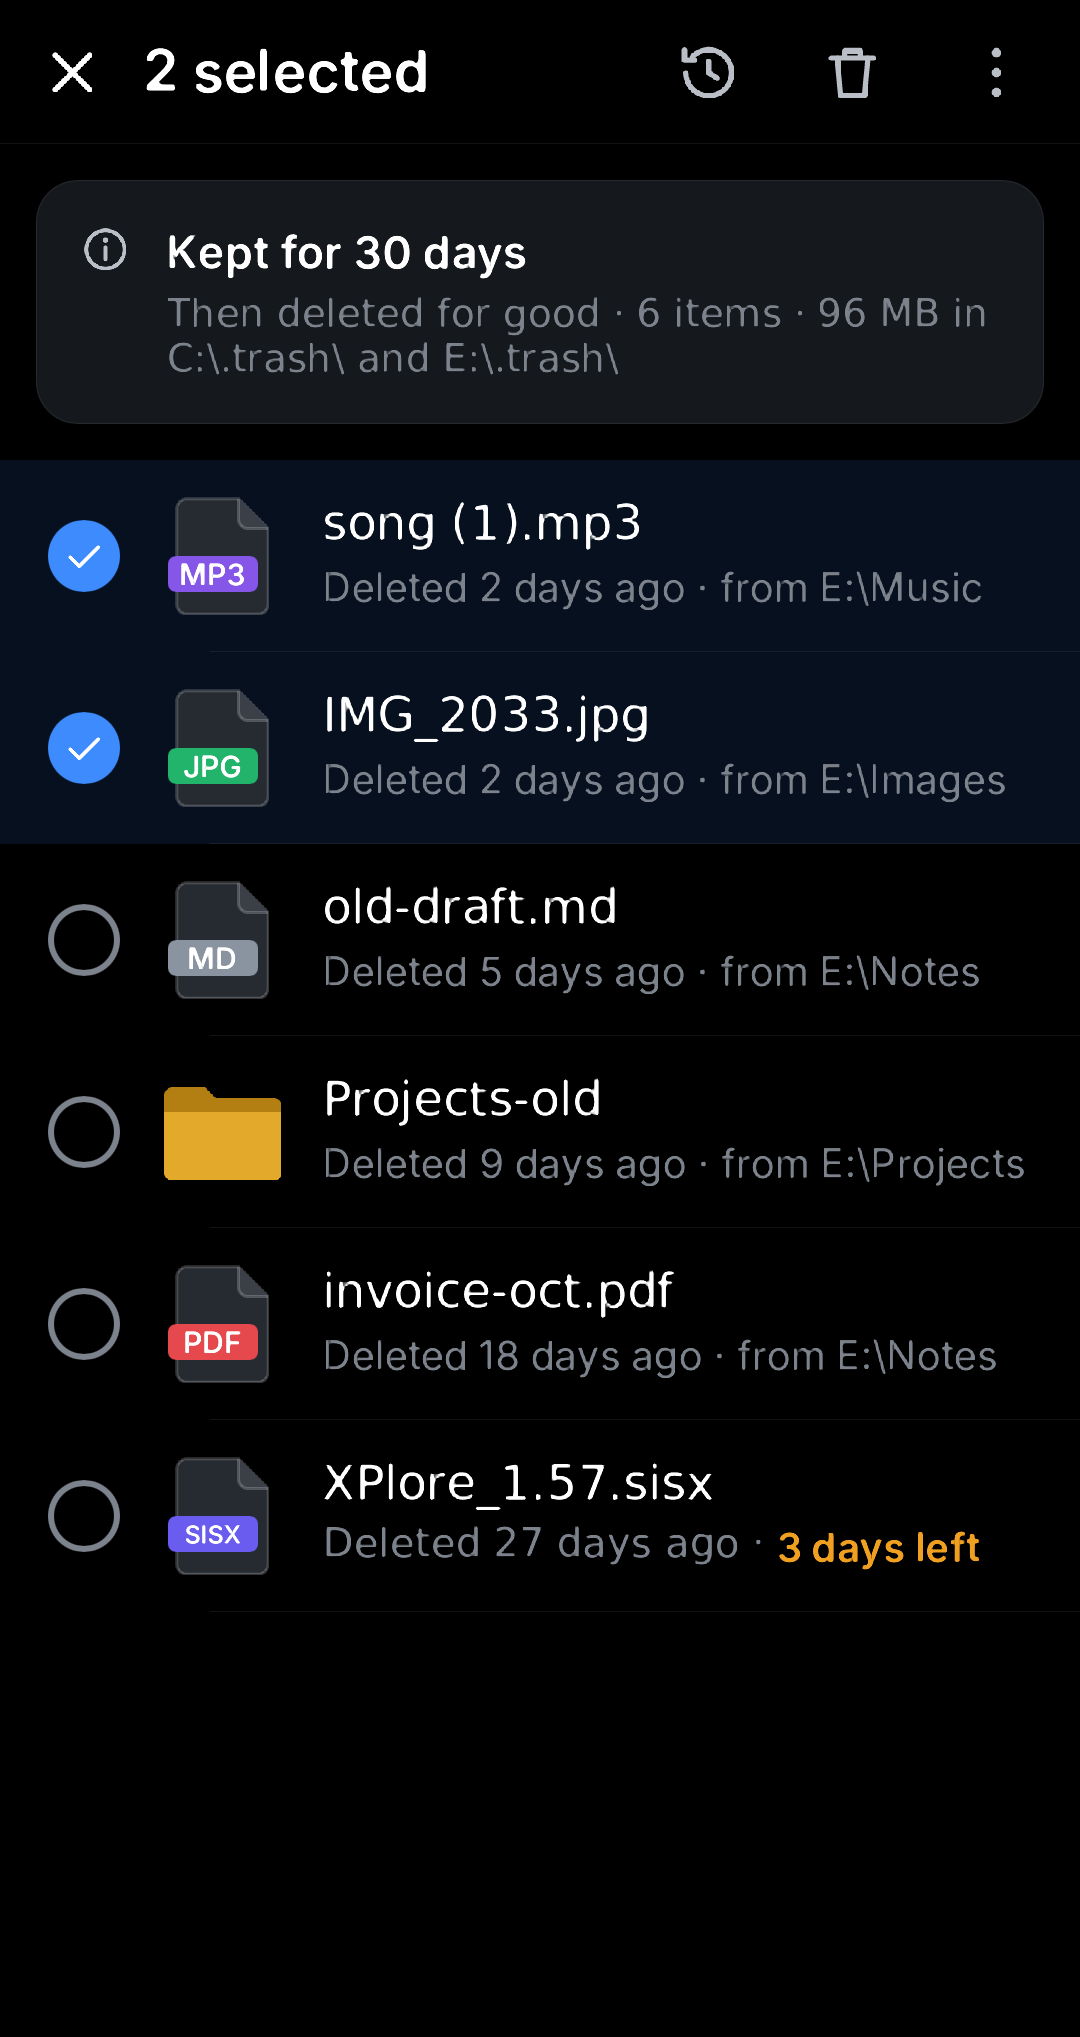 2 selected
Kept for 30 days
Then deleted for good · 6 items · 96 MB in
C:\.trash\ and E:\.trash\
song (1).mp3
MP3
Deleted 2 days ago · from E:\Music
IMG_2033.jpg
JPG
Deleted 2 days ago · from E:\Images
old-draft.md
MD
Deleted 5 days ago · from E:\Notes
Projects-old
Deleted 9 days ago · from E:\Projects
invoice-oct.pdf
PDF
Deleted 18 days ago · from E:\Notes
XPlore_1.57.sisx
SISX
Deleted 27 days ago · 3 days left